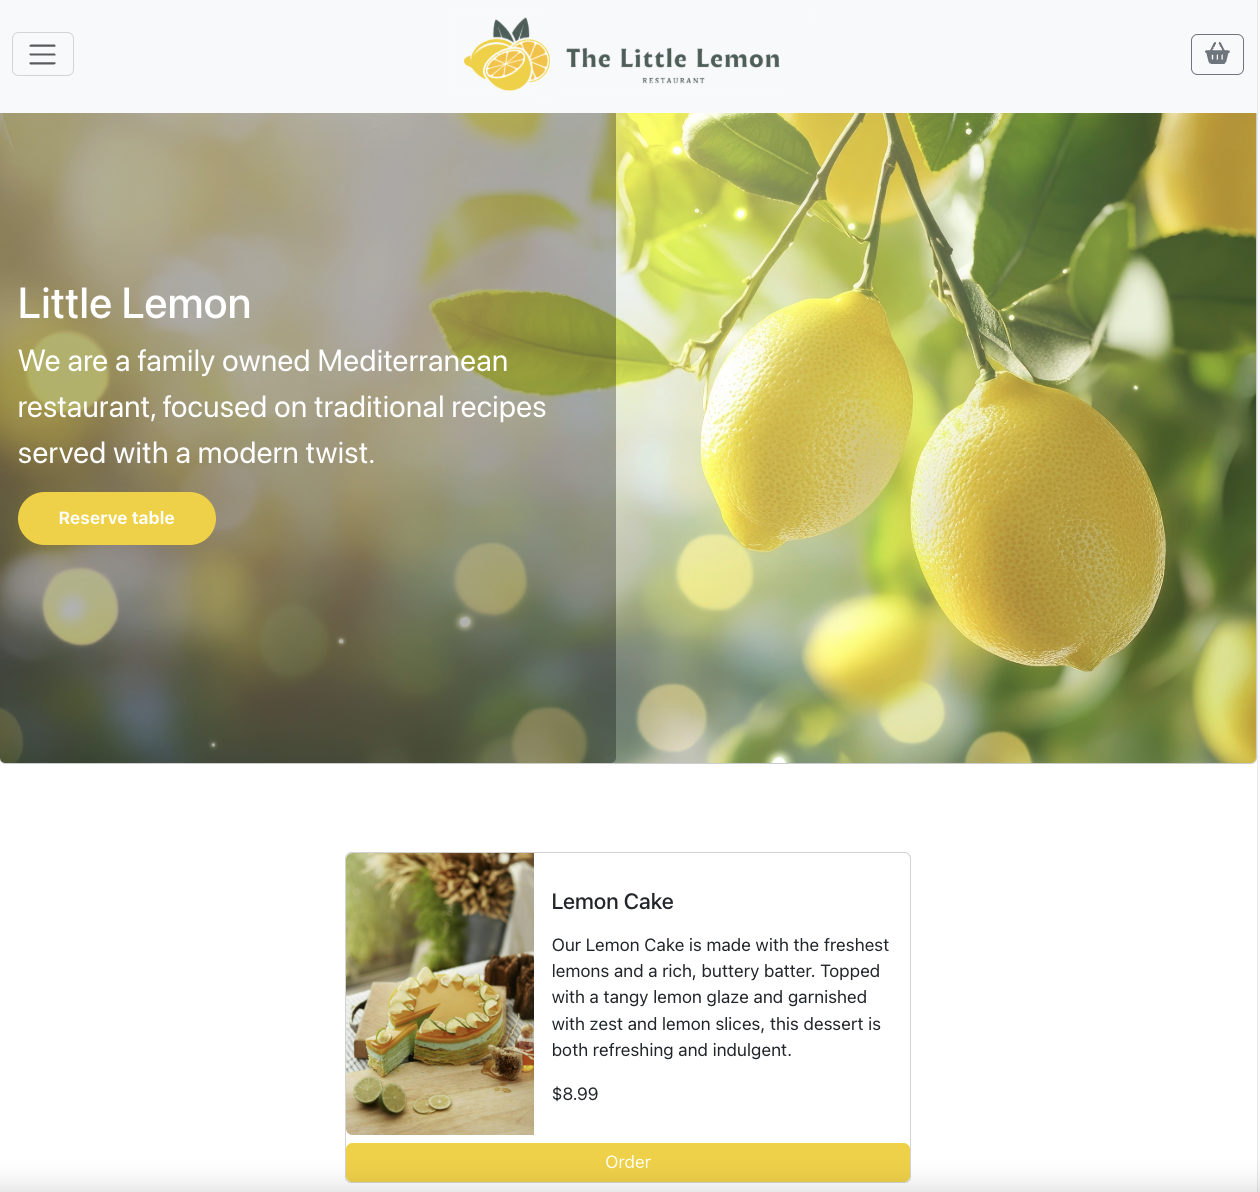 The Little Lemon
RESTAURANT
Little Lemon
We are a family owned Mediterranean
restaurant, focused on traditional recipes
served with a modern twist.
Reserve table
Lemon Cake
Our Lemon Cake is made with the freshest
lemons and a rich, buttery batter. Topped
with a tangy lemon glaze and garnished
with zest and lemon slices, this dessert is
both refreshing and indulgent.
$8.99
Order